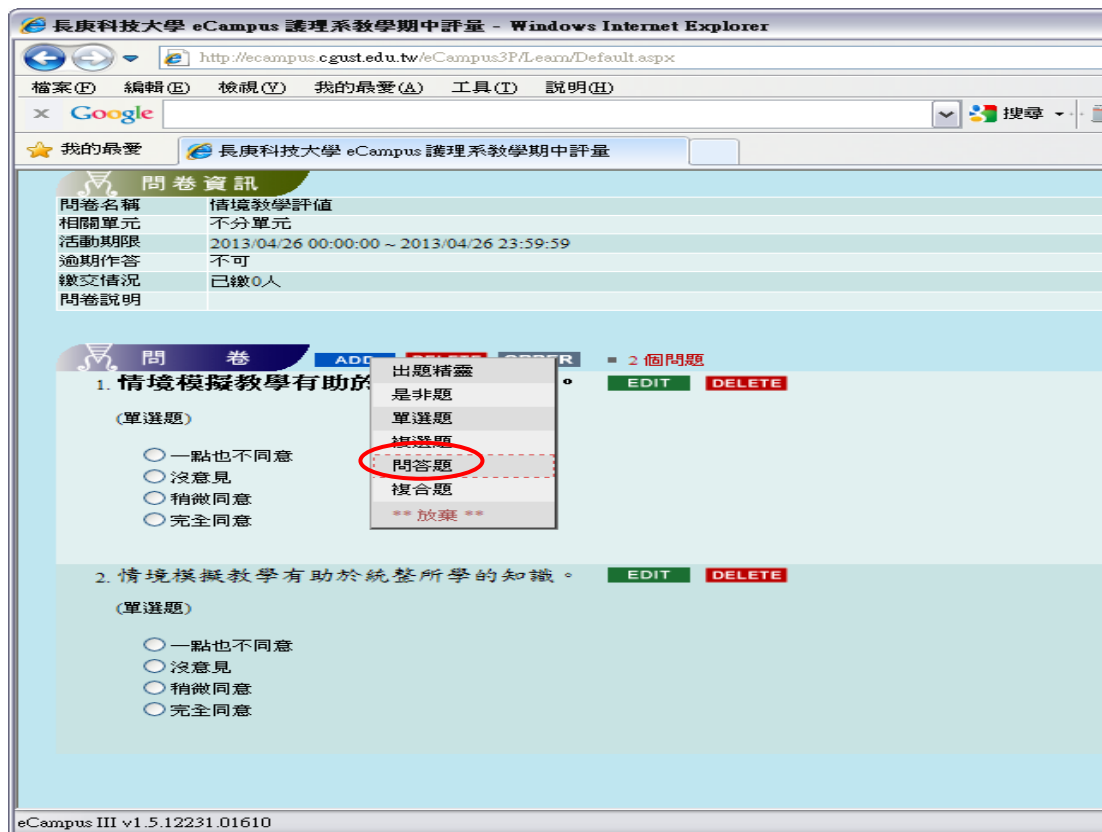 長庚科技大學 eCampus 護理系教學期中評量 - Windows Internet Explorer
http://ecampus.cgust.edu.tw/eCampus3P/Learn/Default.aspx
檔案(F) 編輯(E) 檢視(V) 我的最愛(A) 工具(T) 說明(H)
x Google 搜尋
我的最愛 長庚科技大學 eCampus 護理系教學期中評量
問卷資訊
問卷名稱 情境教學評值
相關單元 不分單元
活動期限 2013/04/26 00:00:00 ~ 2013/04/26 23:59:59
逾期作答 不可
繳交情況 已繳0人
問卷說明
問 卷 ADD DELETE ORDER 2 個問題
1. 情境模擬教學有助於 。 EDIT DELETE
(單選題)
一點也不同意
沒意見
稍微同意
完全同意
出題精靈
是非題
單選題
複選題
問答題
複合題
** 放棄 **
2. 情境模擬教學有助於統整所學的知識。 EDIT DELETE
(單選題)
一點也不同意
沒意見
稍微同意
完全同意
eCampus III v1.5.12231.01610